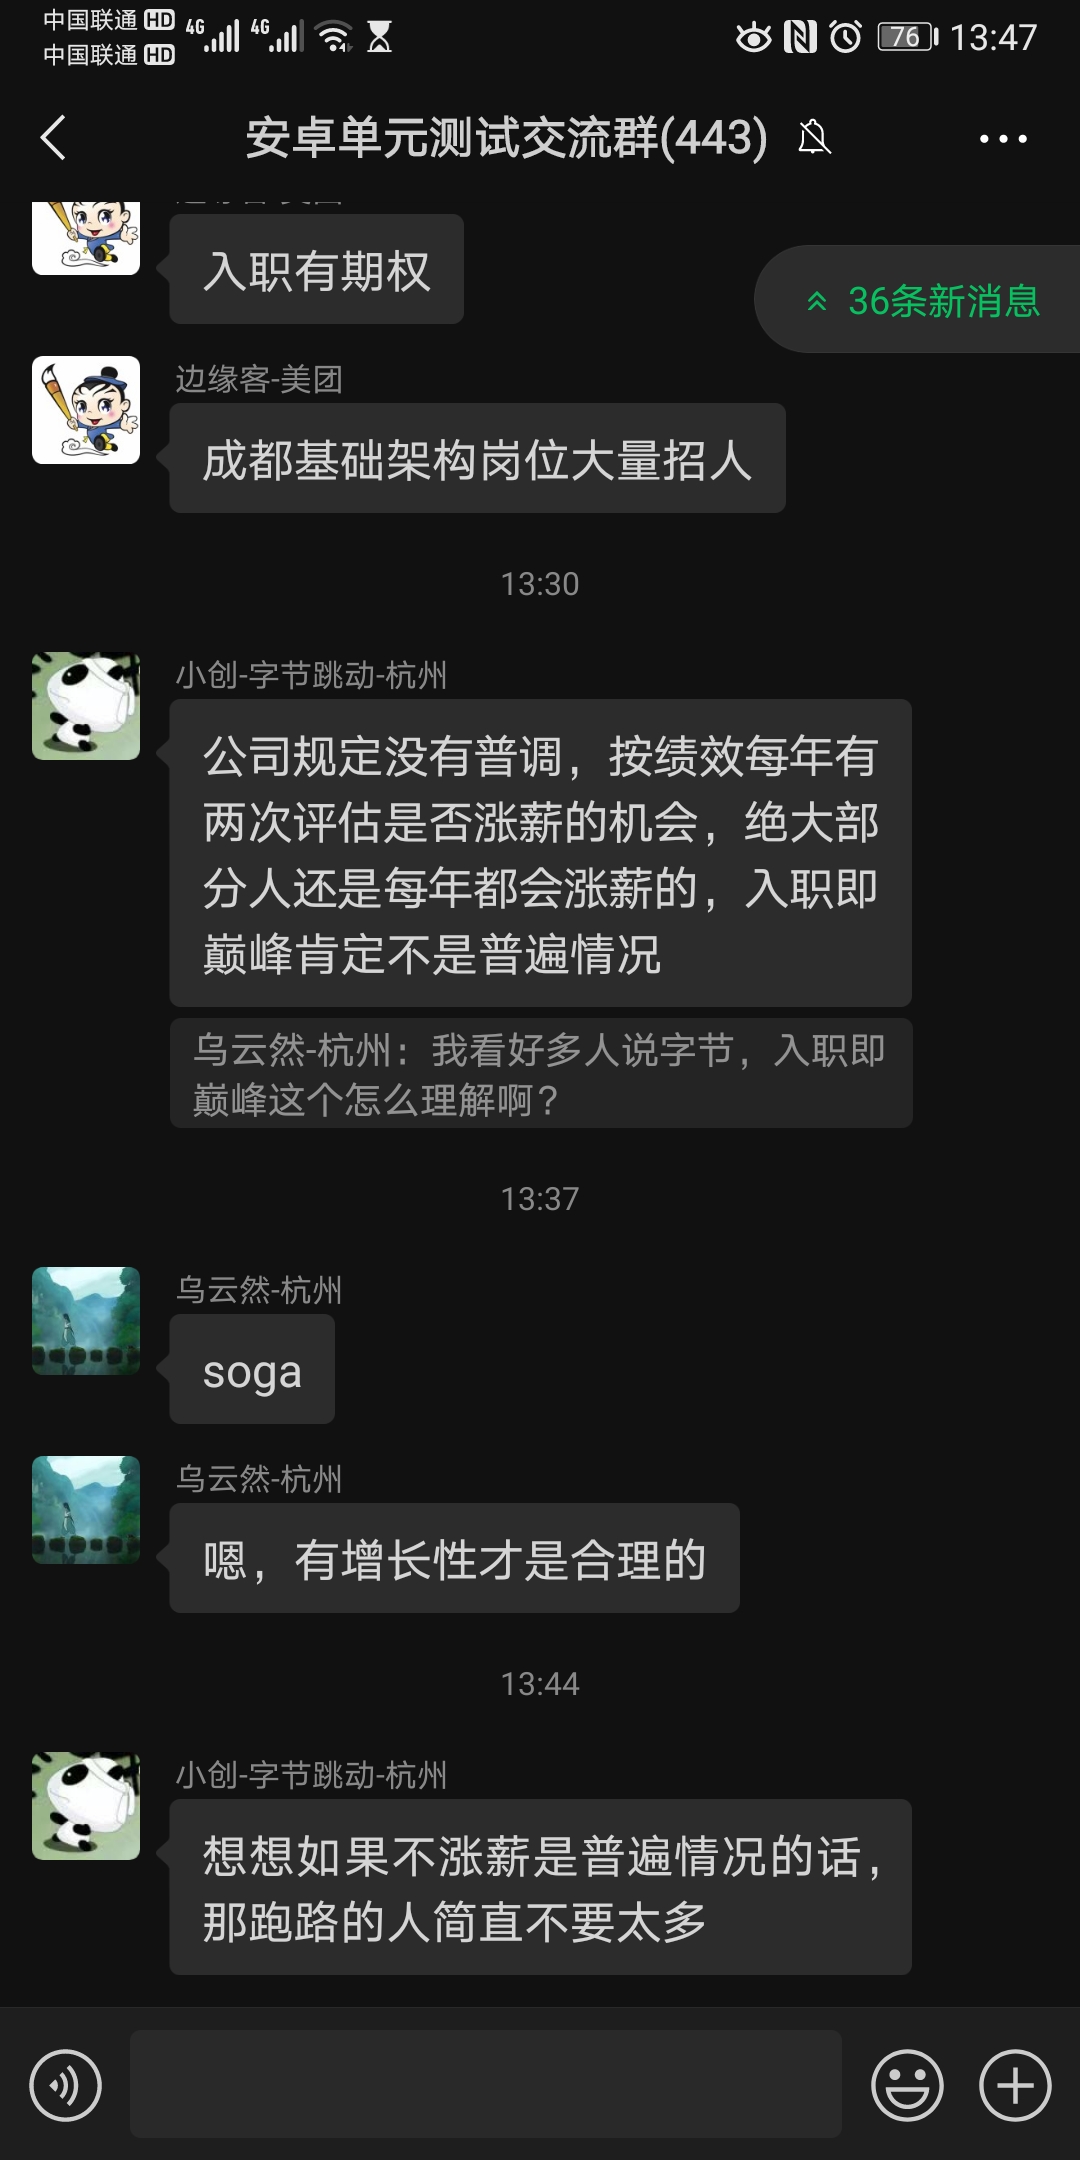 中国联通 HD 4G 4G 76 13:47
中国联通 HD
安卓单元测试交流群(443)
入职有期权
36条新消息
边缘客-美团
成都基础架构岗位大量招人
13:30
小创-字节跳动-杭州
公司规定没有普调，按绩效每年有
两次评估是否涨薪的机会，绝大部
分人还是每年都会涨薪的，入职即
巅峰肯定不是普遍情况
乌云然-杭州：我看好多人说字节，入职即
巅峰这个怎么理解啊？
13:37
乌云然-杭州
soga
乌云然-杭州
嗯，有增长性才是合理的
13:44
小创-字节跳动-杭州
想想如果不涨薪是普遍情况的话，
那跑路的人简直不要太多